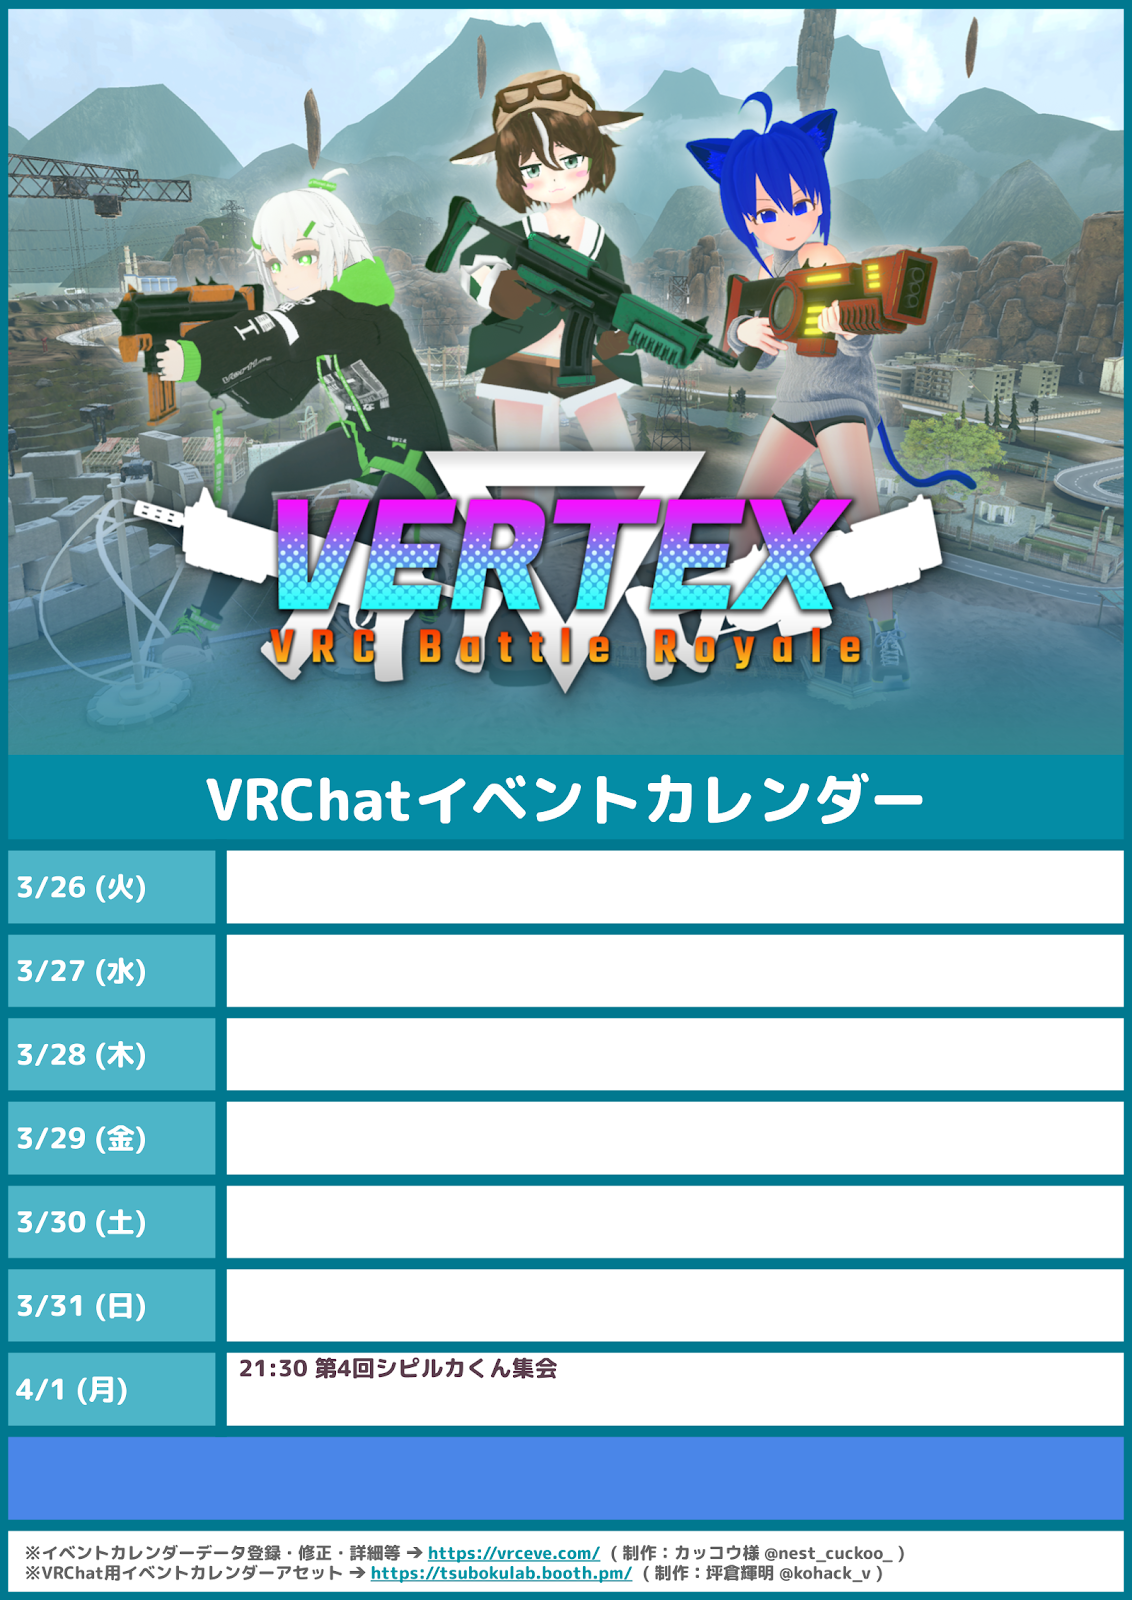 VERTEX
VRC Battle Royale
VRChatイベントカレンダー
3/26 (火)
3/27 (水)
3/28 (木)
3/29 (金)
3/30 (土)
3/31 (日)
4/1 (月)
21:30 第4回シピルカくん集会
※イベントカレンダーデータ登録・修正・詳細等 ➔ https://vrceve.com/ ( 制作：カッコウ様 @nest_cuckoo_ )
※VRChat用イベントカレンダーアセット ➔ https://tsubokulab.booth.pm/ ( 制作：坪倉輝明 @kohack_v )